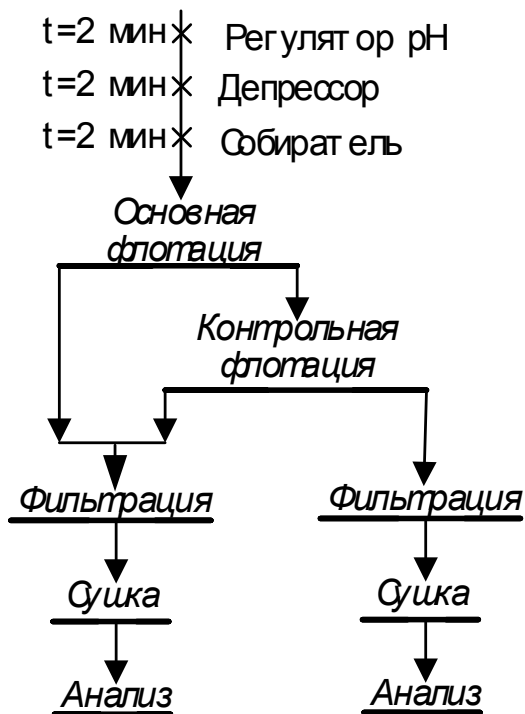 t=2 мин Регулятор pH
t=2 мин Депрессор
t=2 мин Собиратель
Основная
флотация
Контрольная
флотация
Фильтрация Фильтрация
Сушка Сушка
Анализ Анализ